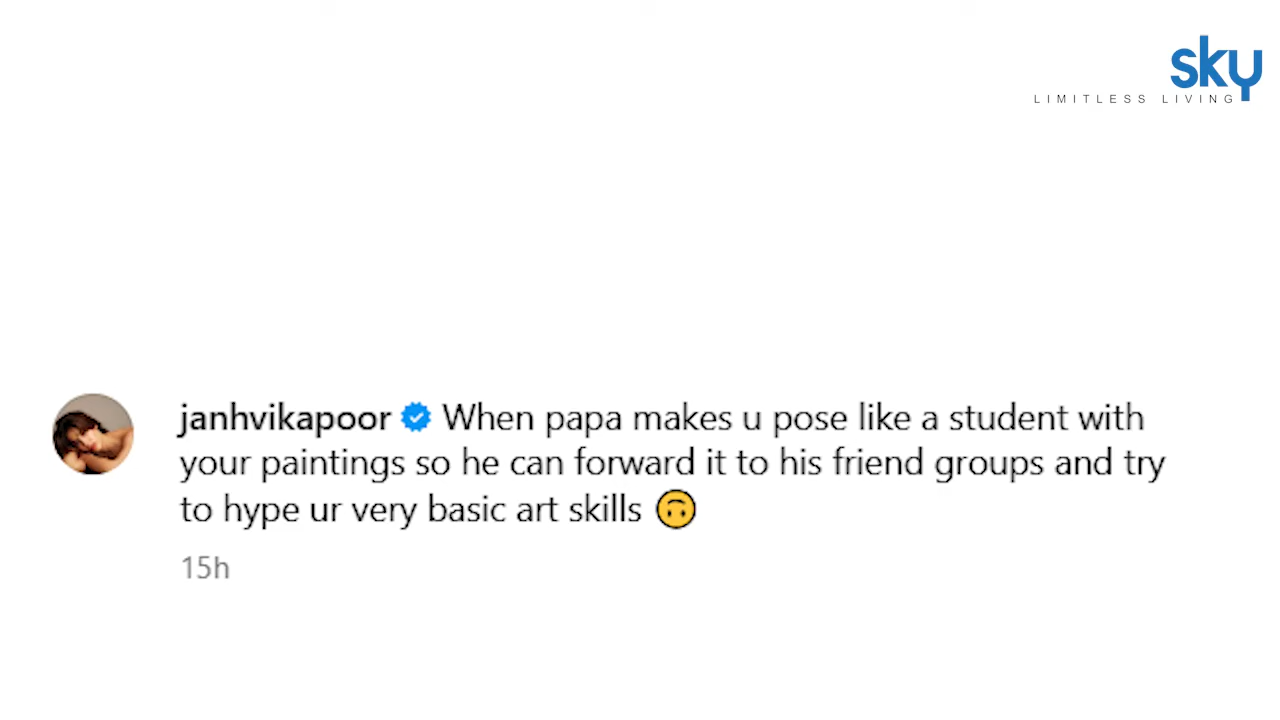 sky
LIMITLESS LIVING
janhvikapoor When papa makes u pose like a student with
your paintings so he can forward it to his friend groups and try
to hype ur very basic art skills 🙃
15h